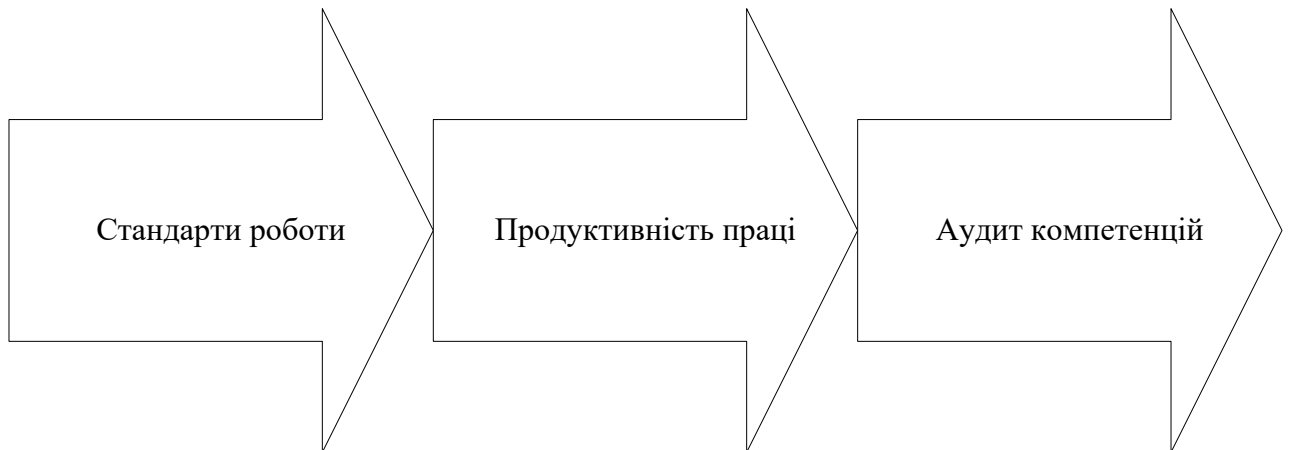 Стандарти роботи
Продуктивність праці
Аудит компетенцій